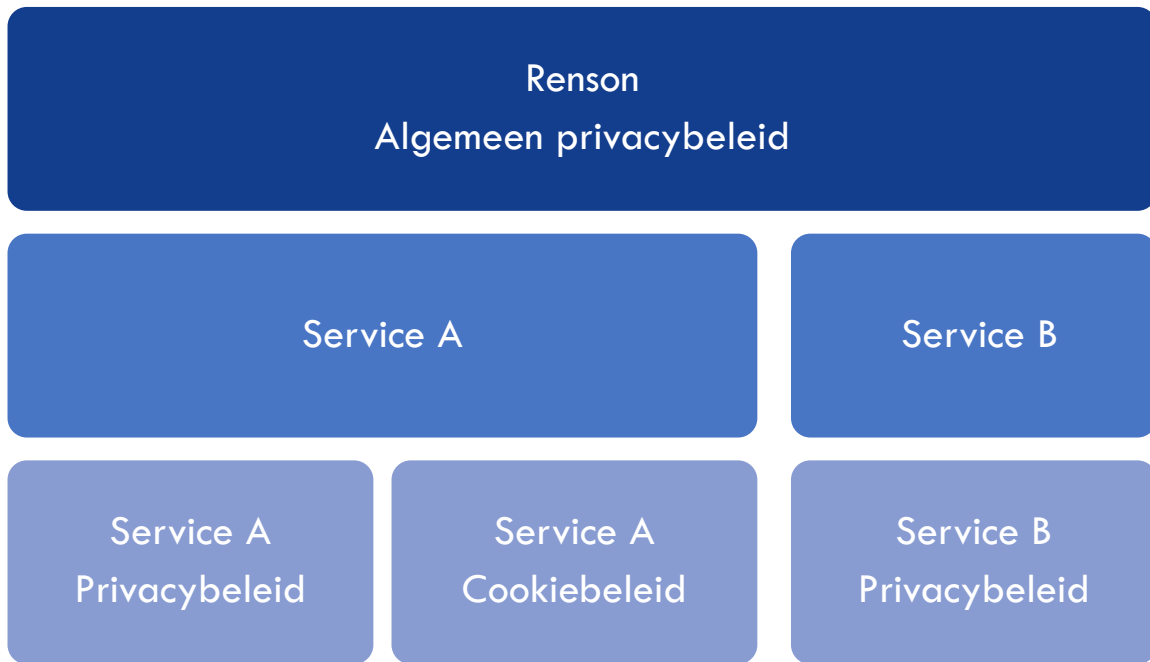 Renson
Algemeen privacybeleid
Service A
Service B
Service A
Privacybeleid
Service A
Cookiebeleid
Service B
Privacybeleid